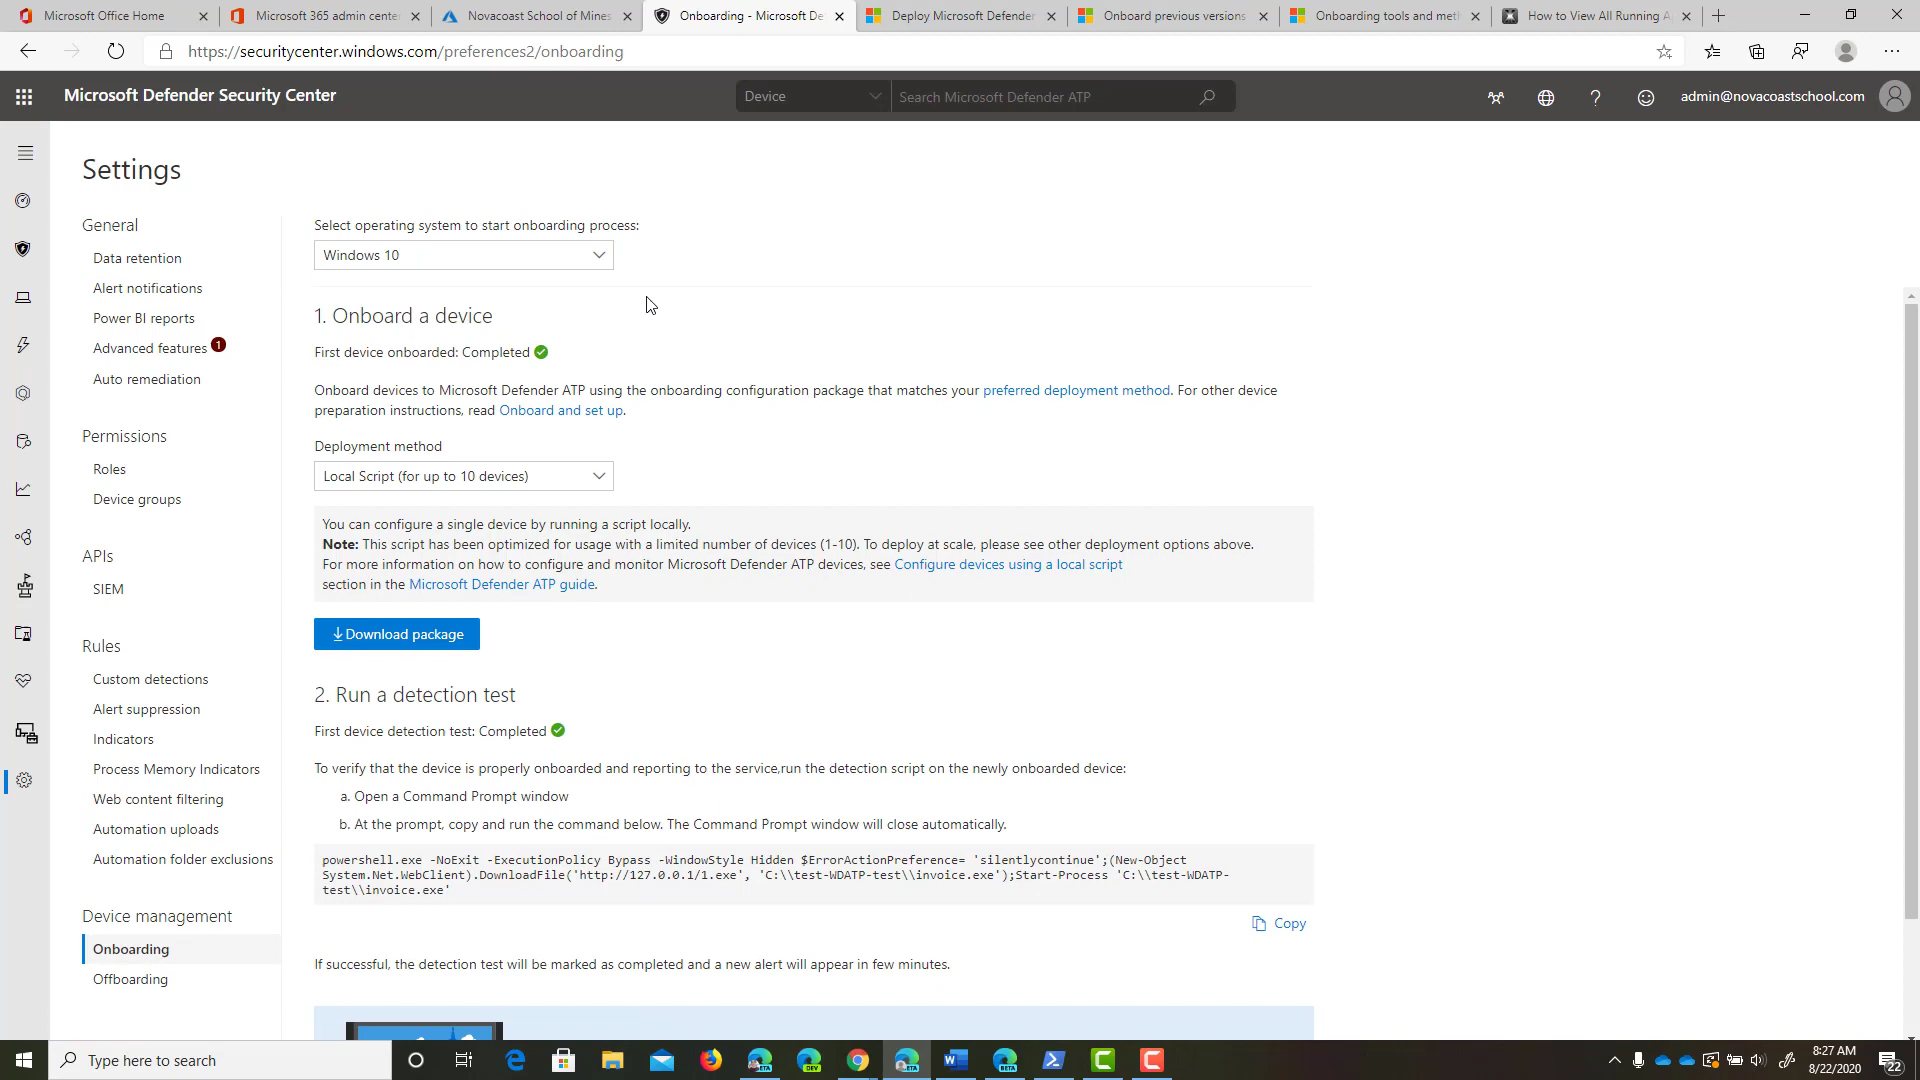 Microsoft Office Home
Microsoft 365 admin center
Novacoast School of Mines
Onboarding - Microsoft De
Deploy Microsoft Defender
Onboard previous versions
Onboarding tools and met
How to View All Running A
https://securitycenter.windows.com/preferences2/onboarding
Microsoft Defender Security Center
Device
Search Microsoft Defender ATP
admin@novacoastschool.com
Settings
General
Data retention
Alert notifications
Power BI reports
Advanced features 1
Auto remediation
Permissions
Roles
Device groups
APIs
SIEM
Rules
Custom detections
Alert suppression
Indicators
Process Memory Indicators
Web content filtering
Automation uploads
Automation folder exclusions
Device management
Onboarding
Offboarding
Select operating system to start onboarding process:
Windows 10
1. Onboard a device
First device onboarded: Completed
Onboard devices to Microsoft Defender ATP using the onboarding configuration package that matches your preferred deployment method. For other device
preparation instructions, read Onboard and set up.
Deployment method
Local Script (for up to 10 devices)
You can configure a single device by running a script locally.
Note: This script has been optimized for usage with a limited number of devices (1-10). To deploy at scale, please see other deployment options above.
For more information on how to configure and monitor Microsoft Defender ATP devices, see Configure devices using a local script
section in the Microsoft Defender ATP guide.
Download package
2. Run a detection test
First device detection test: Completed
To verify that the device is properly onboarded and reporting to the service,run the detection script on the newly onboarded device:
a. Open a Command Prompt window
b. At the prompt, copy and run the command below. The Command Prompt window will close automatically.
powershell.exe -NoExit -ExecutionPolicy Bypass -WindowStyle Hidden $ErrorActionPreference= 'silentlycontinue';(New-Object
System.Net.WebClient).DownloadFile('http://127.0.0.1/1.exe', 'C:\\test-WDATP-test\\invoice.exe');Start-Process 'C:\\test-WDATP-
test\\invoice.exe'
Copy
If successful, the detection test will be marked as completed and a new alert will appear in few minutes.
Type here to search
BETA
DEV
BETA
BETA
8:27 AM
8/22/2020
22